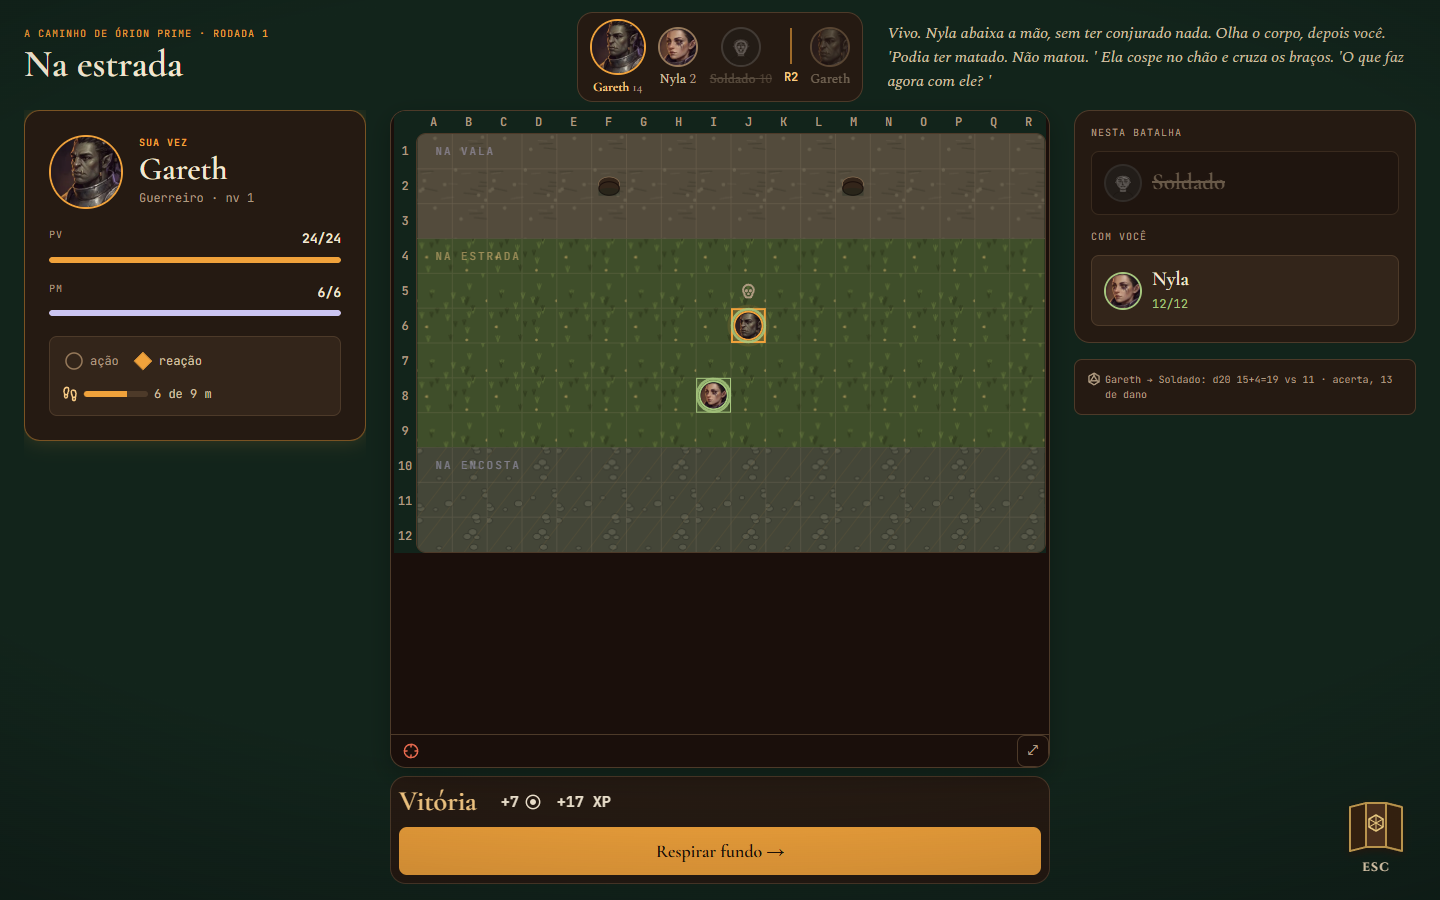 A CAMINHO DE ÓRION PRIME · RODADA 1
Na estrada
Gareth 14
Nyla 2
Soldado 10
R2
Gareth
Vivo. Nyla abaixa a mão, sem ter conjurado nada. Olha o corpo, depois você.
'Podia ter matado. Não matou. ' Ela cospe no chão e cruza os braços. 'O que faz
agora com ele? '
SUA VEZ
Gareth
Guerreiro · nv 1
PV 24/24
PM 6/6
ação reação
6 de 9 m
A B C D E F G H I J K L M N O P Q R
1
NA VALA
2
3
4
NA ESTRADA
5
6
7
8
9
10
NA ENCOSTA
11
12
NESTA BATALHA
Soldado
COM VOCÊ
Nyla
12/12
Gareth → Soldado: d20 15+4=19 vs 11 · acerta, 13
de dano
Vitória +7 +17 XP
Respirar fundo →
ESC